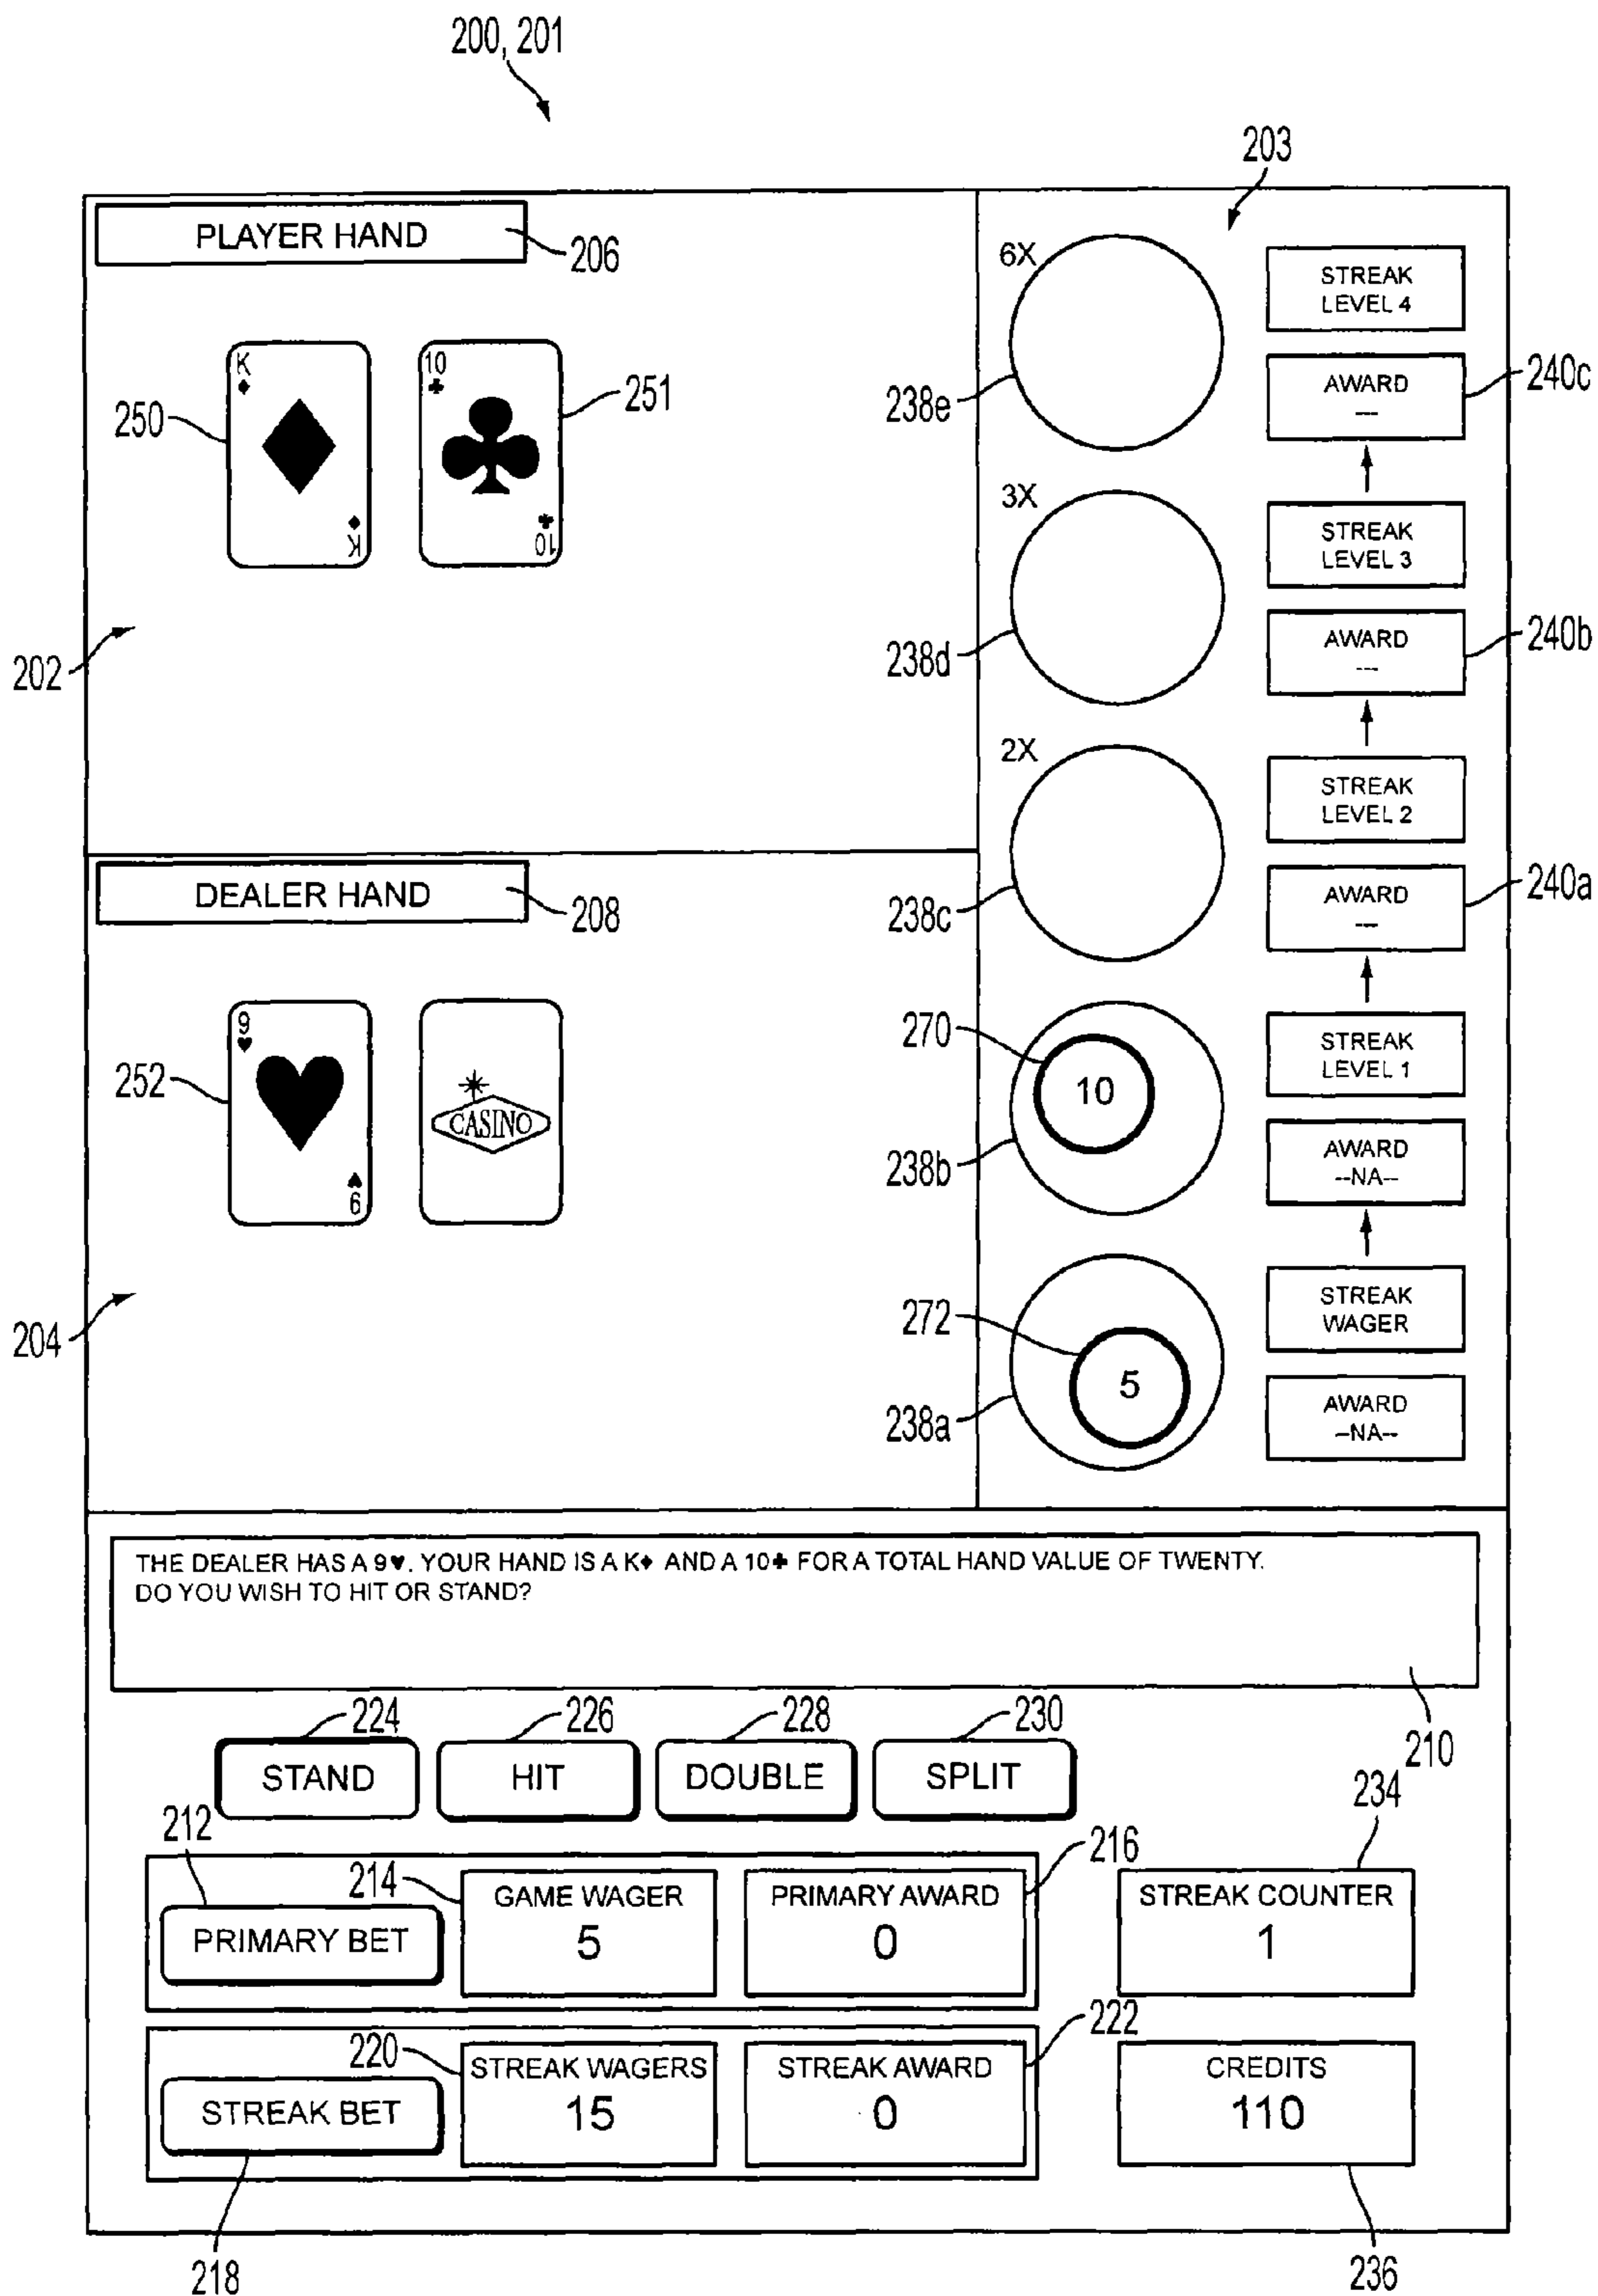 200, 201
203
PLAYER HAND
206
K♦
10♣
K♦
10♣
250
251
202
6X
238e
STREAK
LEVEL 4
AWARD
---
240c
3X
238d
STREAK
LEVEL 3
AWARD
---
240b
2X
238c
STREAK
LEVEL 2
AWARD
---
240a
DEALER HAND
208
9♥
9♥
CASINO
252
204
270
10
238b
STREAK
LEVEL 1
AWARD
--NA--
272
5
238a
STREAK
WAGER
AWARD
--NA--
THE DEALER HAS A 9♥. YOUR HAND IS A K♦ AND A 10♣ FOR A TOTAL HAND VALUE OF TWENTY.
DO YOU WISH TO HIT OR STAND?
210
224
226
228
230
STAND
HIT
DOUBLE
SPLIT
212
214
216
234
PRIMARY BET
GAME WAGER
5
PRIMARY AWARD
0
STREAK COUNTER
1
220
222
STREAK BET
STREAK WAGERS
15
STREAK AWARD
0
CREDITS
110
218
236